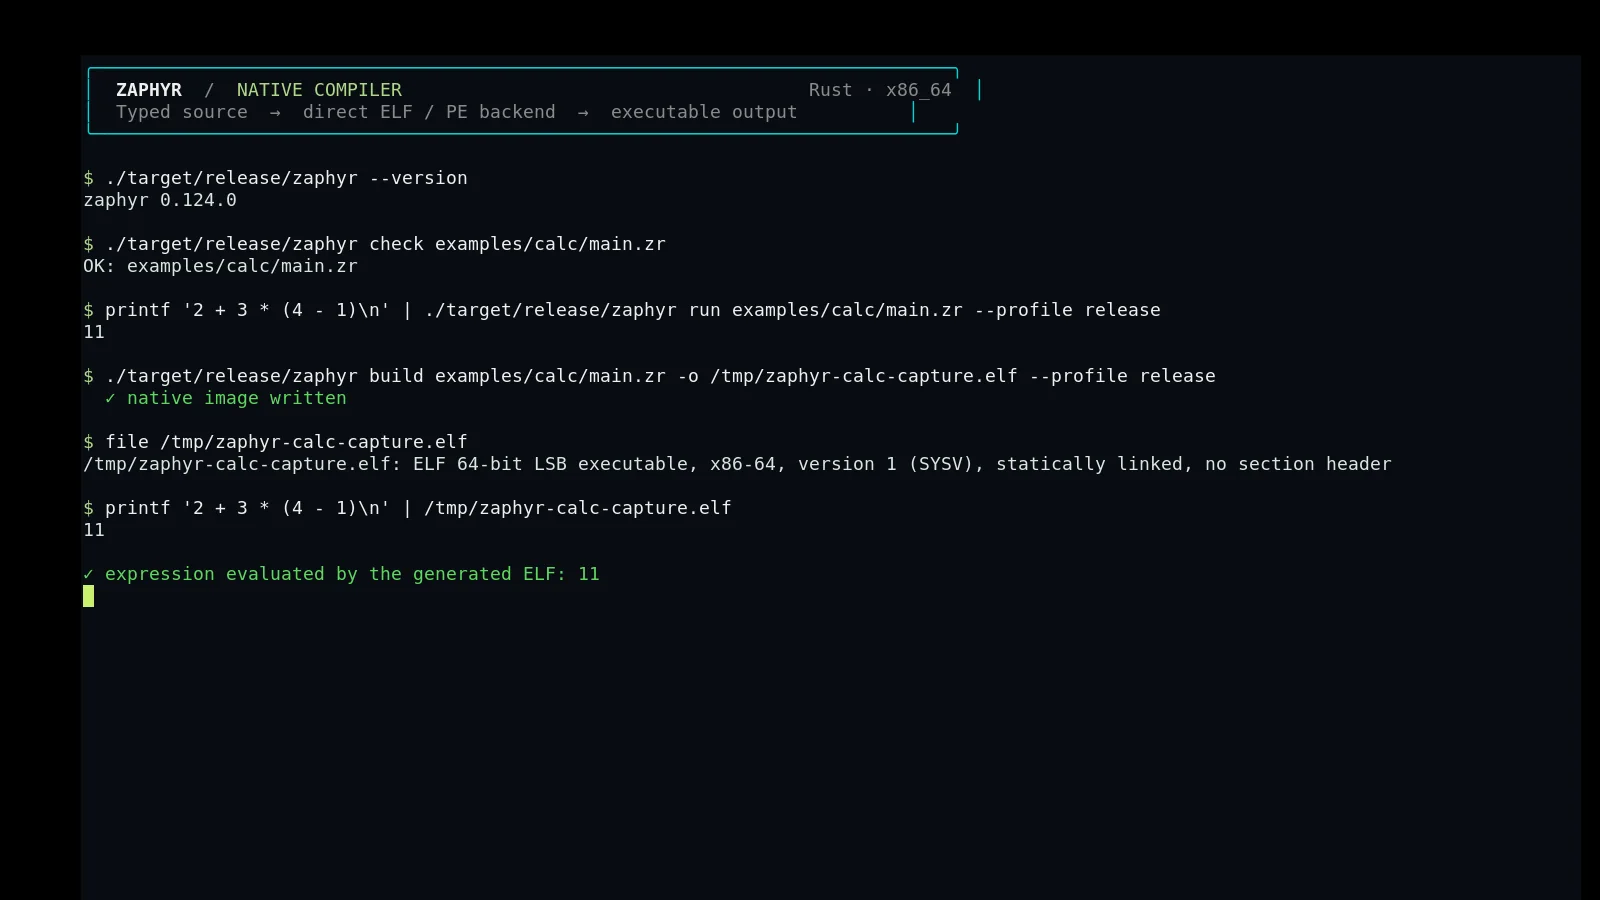 ZAPHYR / NATIVE COMPILER Rust · x86_64
Typed source → direct ELF / PE backend → executable output
$ ./target/release/zaphyr --version
zaphyr 0.124.0
$ ./target/release/zaphyr check examples/calc/main.zr
OK: examples/calc/main.zr
$ printf '2 + 3 * (4 - 1)\n' | ./target/release/zaphyr run examples/calc/main.zr --profile release
11
$ ./target/release/zaphyr build examples/calc/main.zr -o /tmp/zaphyr-calc-capture.elf --profile release
✓ native image written
$ file /tmp/zaphyr-calc-capture.elf
/tmp/zaphyr-calc-capture.elf: ELF 64-bit LSB executable, x86-64, version 1 (SYSV), statically linked, no section header
$ printf '2 + 3 * (4 - 1)\n' | /tmp/zaphyr-calc-capture.elf
11
✓ expression evaluated by the generated ELF: 11